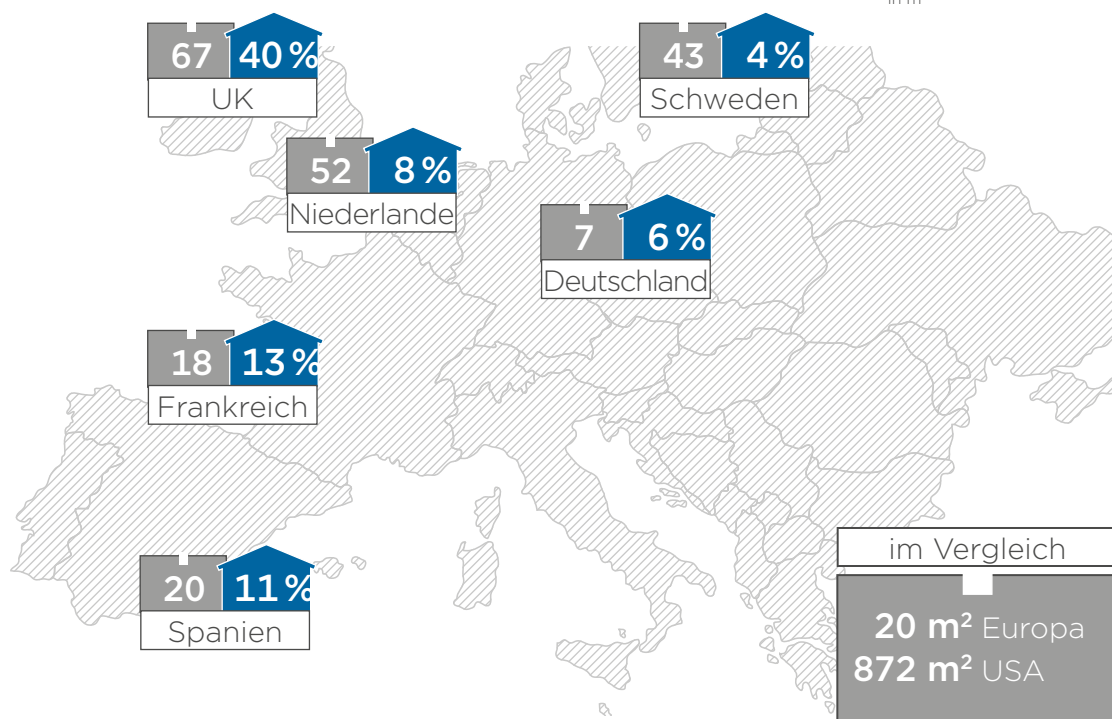 67 40 %
UK
43 4 %
Schweden
52 8 %
Niederlande
7 6 %
Deutschland
18 13 %
Frankreich
20 11 %
Spanien
im Vergleich
20 m² Europa
872 m² USA